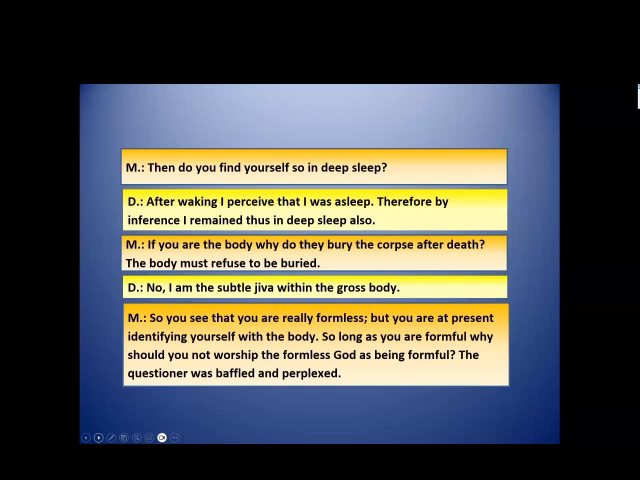 M.: Then do you find yourself so in deep sleep?
D.: After waking I perceive that I was asleep. Therefore by
inference I remained thus in deep sleep also.
M.: If you are the body why do they bury the corpse after death?
The body must refuse to be buried.
D.: No, I am the subtle jiva within the gross body.
M.: So you see that you are really formless; but you are at present
identifying yourself with the body. So long as you are formful why
should you not worship the formless God as being formful? The
questioner was baffled and perplexed.